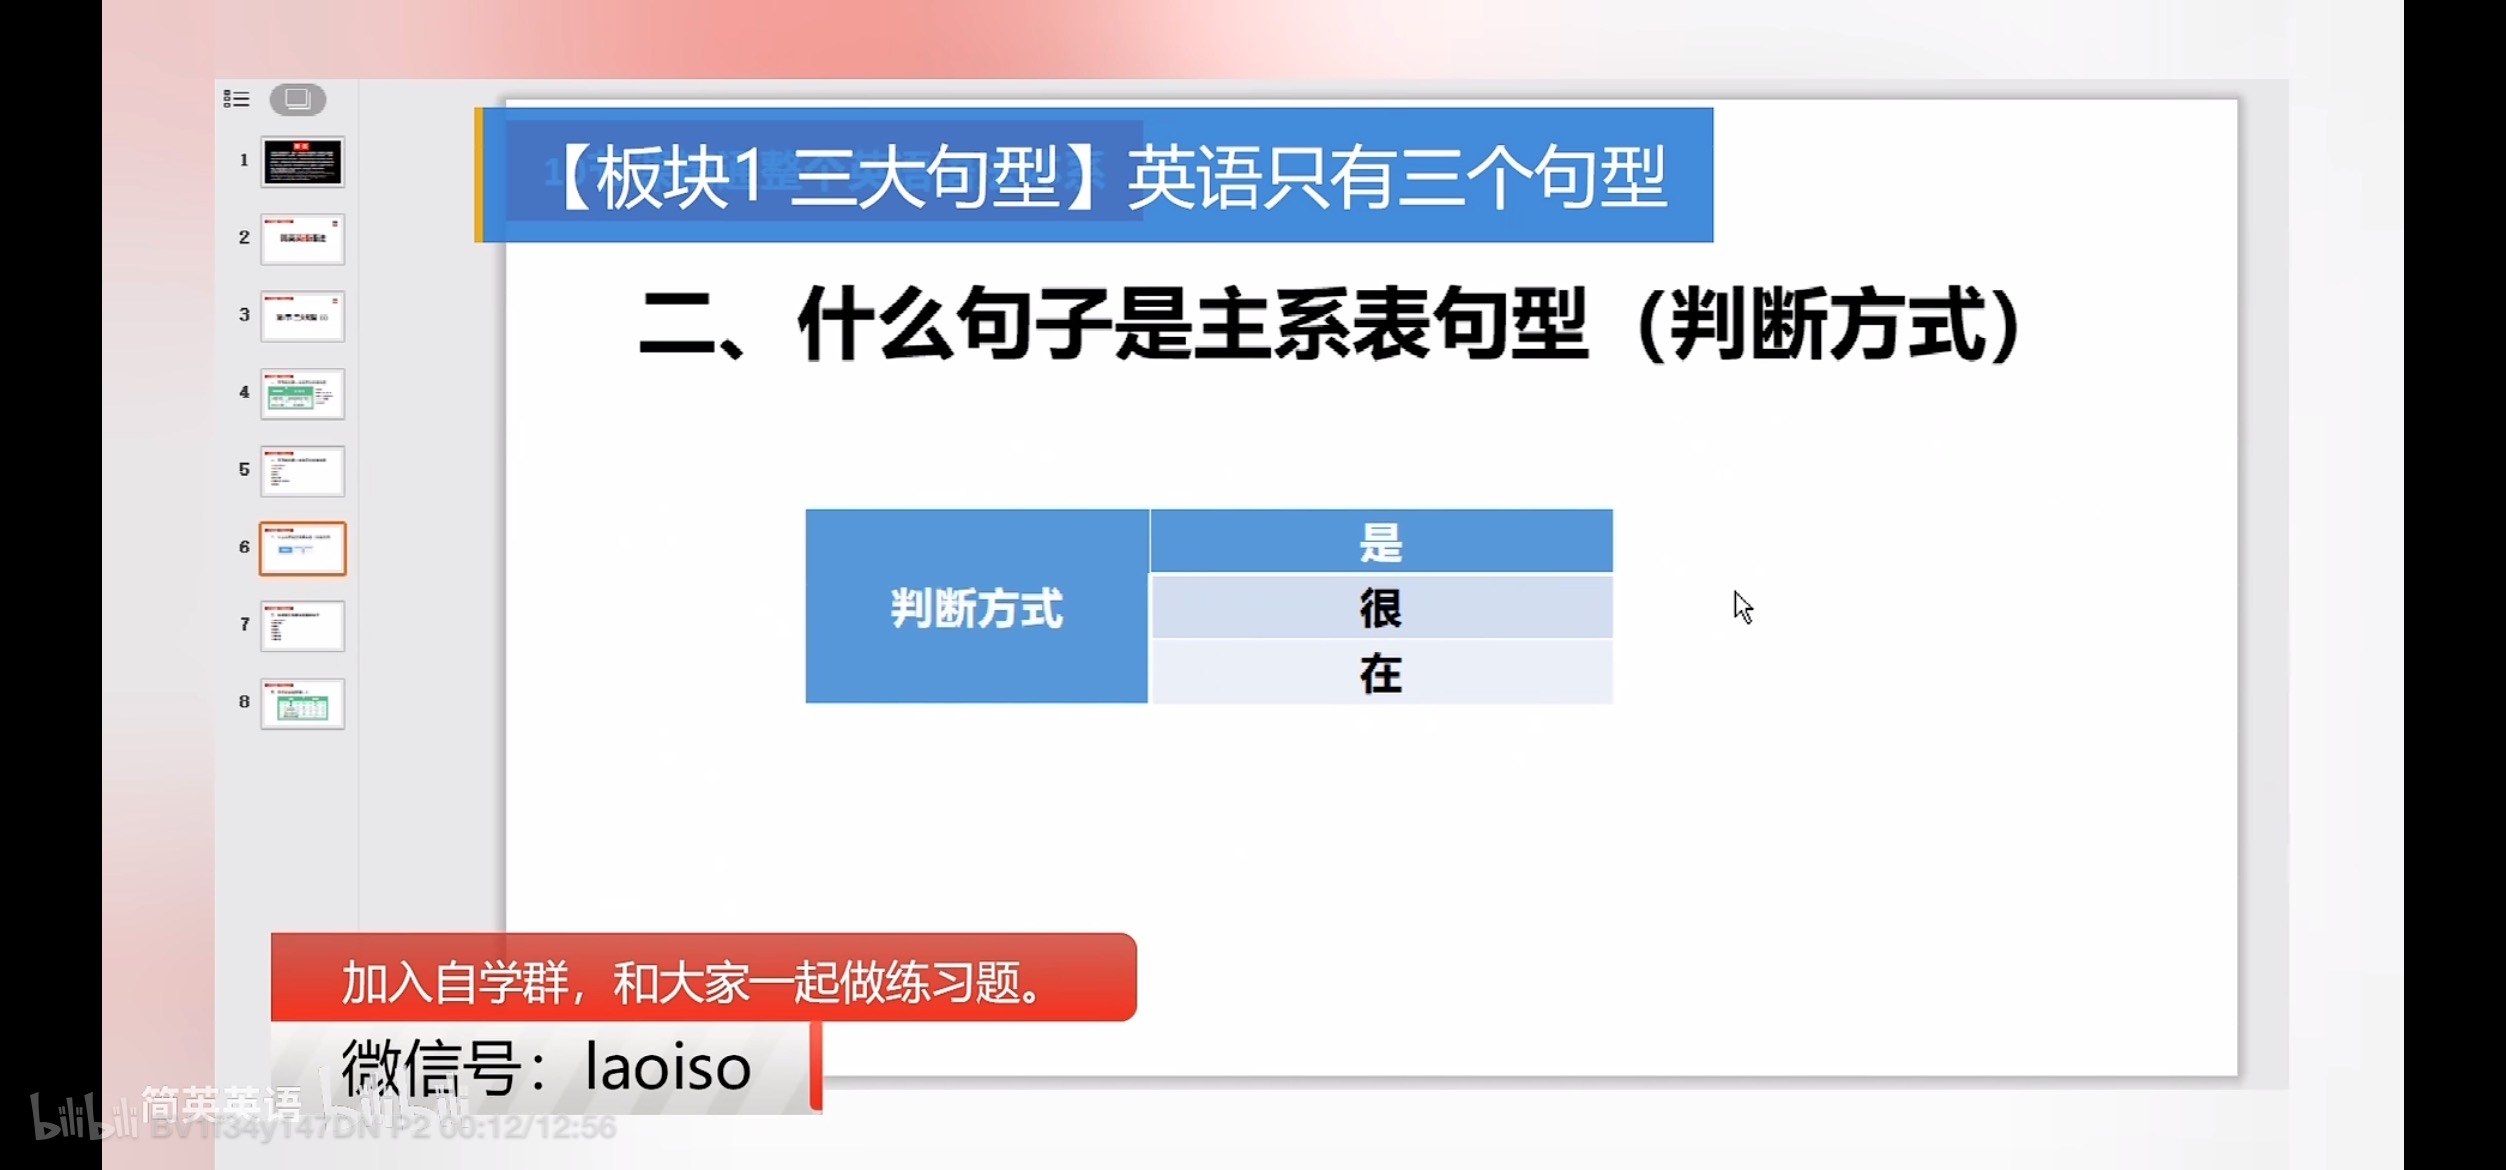 【板块1 三大句型】英语只有三个句型
二、什么句子是主系表句型（判断方式）
判断方式
是
很
在
1
2
3
4
5
6
7
8
加入自学群，和大家一起做练习题。
微信号：laoiso
bilibili 简英英语 bilibili
BV1f34y147DN P2 00:12/12:56